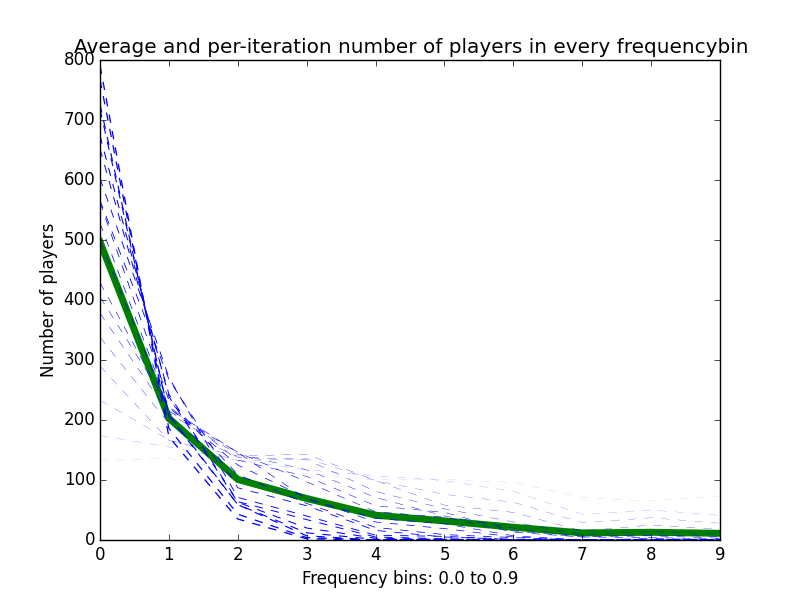 Average and per-iteration number of players in every frequencybin
800
700
600
500
400
300
200
100
0
Number of players
0 1 2 3 4 5 6 7 8 9
Frequency bins: 0.0 to 0.9